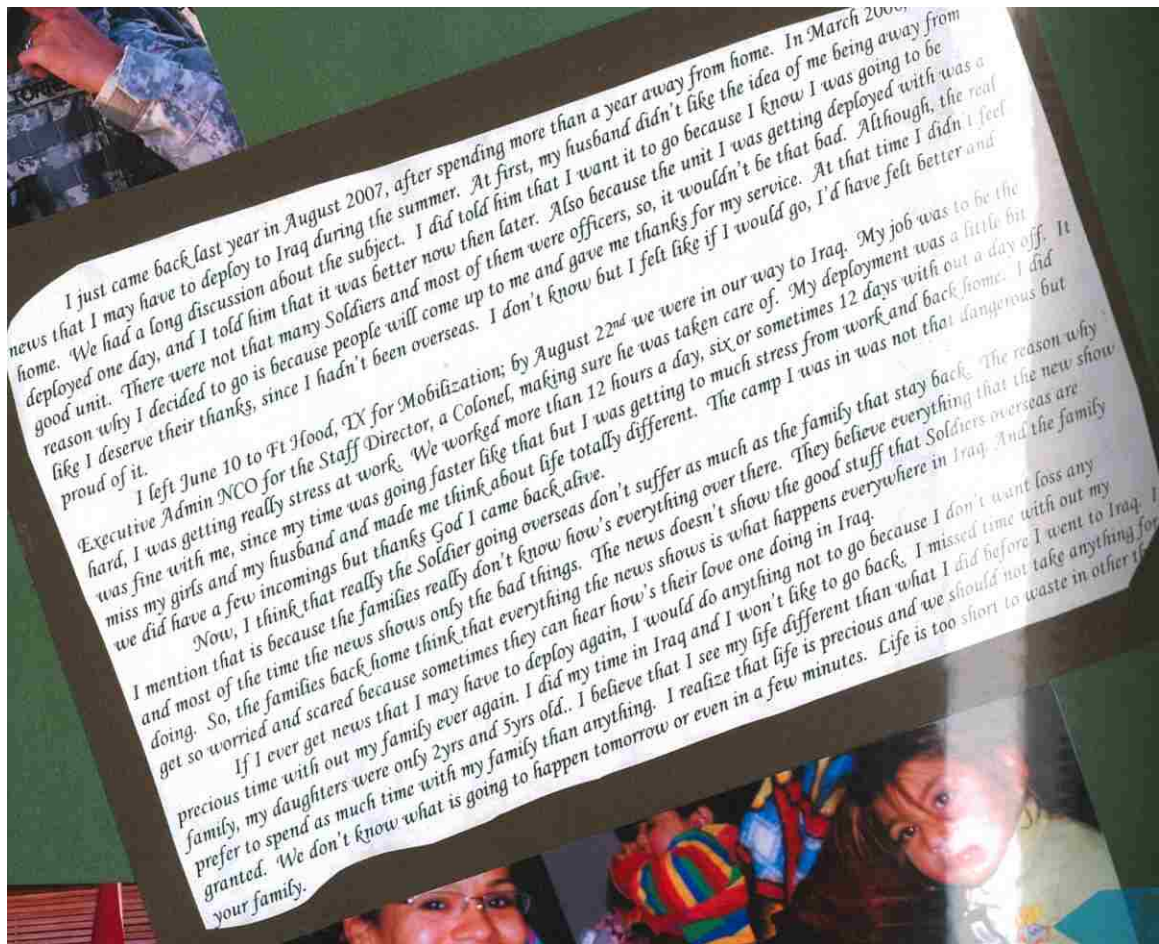 I just came back last year in August 2007, after spending more than a year away from home. In March 2006,
news that I may have to deploy to Iraq during the summer. At first, my husband didn't like the idea of me being away from
home. We had a long discussion about the subject. I did told him that I want it to go because I know I was going to be
deployed one day, and I told him that it was better now then later. Also because the unit I was getting deployed with was a
good unit. There were not that many Soldiers and most of them were officers, so, it wouldn't be that bad. Although, the real
reason why I decided to go is because people will come up to me and gave me thanks for my service. At that time I didn't feel
like I deserve their thanks, since I hadn't been overseas. I don't know but I felt like if I would go, I'd have felt better and
proud of it.
I left June 10 to Ft Hood, TX for Mobilization; by August 22nd we were in our way to Iraq. My job was to be the
Executive Admin NCO for the Staff Director, a Colonel, making sure he was taken care of. My deployment was a little bit
hard, I was getting really stress at work. We worked more than 12 hours a day, six or sometimes 12 days with out a day off. It
was fine with me, since my time was going faster like that but I was getting to much stress from work and back home. I did
miss my girls and my husband and made me think about life totally different. The camp I was in was not that dangerous but
we did have a few incomings but thanks God I came back alive.
Now, I think that really the Soldier going overseas don't suffer as much as the family that stay back. The reason why
I mention that is because the families really don't know how's everything over there. They believe everything that the new show
and most of the time the news shows only the bad things. The news doesn't show the good stuff that Soldiers overseas are
doing. So, the families back home think that everything the news shows is what happens everywhere in Iraq. And the family
get so worried and scared because sometimes they can hear how's their love one doing in Iraq.
If I ever get news that I may have to deploy again, I would do anything not to go because I don't want loss any
precious time with out my family ever again. I did my time in Iraq and I won't like to go back. I missed time with out my
family, my daughters were only 2yrs and 5yrs old.. I believe that I see my life different than what I did before I went to Iraq. I
prefer to spend as much time with my family than anything. I realize that life is precious and we should not take anything for
granted. We don't know what is going to happen tomorrow or even in a few minutes. Life is too short to waste in other
your family.